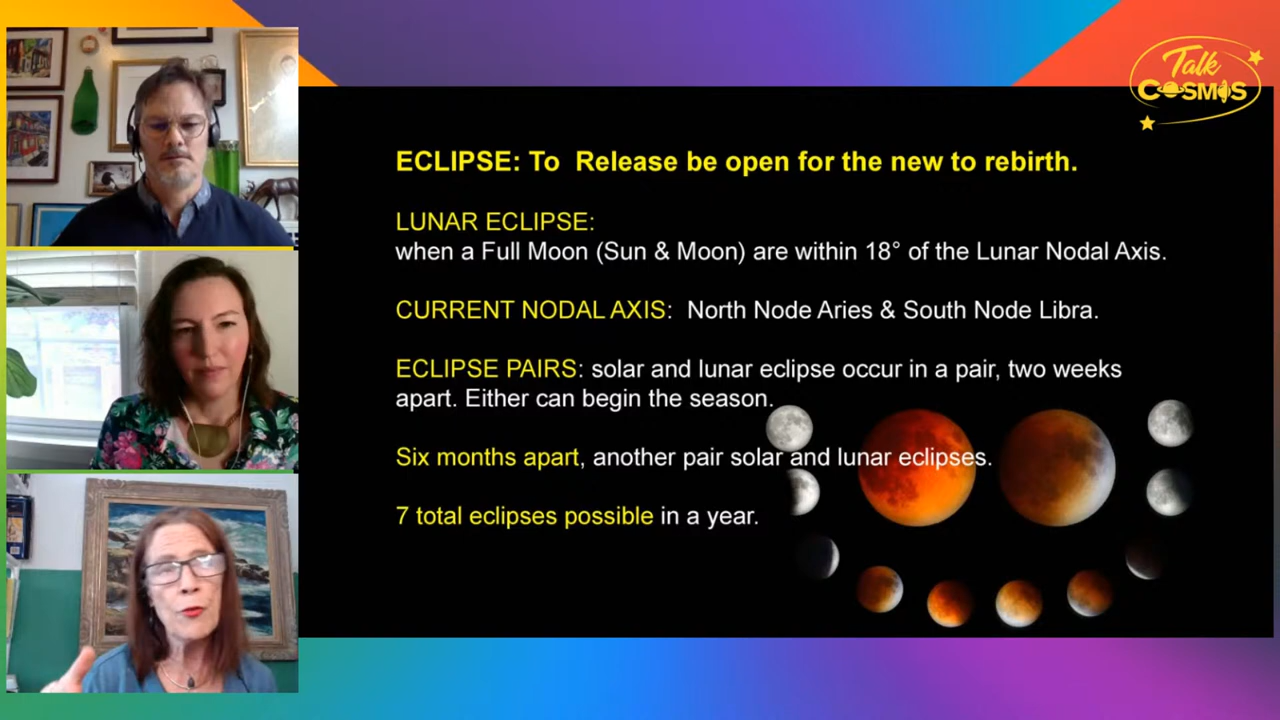 Talk
COSMOS
ECLIPSE: To Release be open for the new to rebirth.
LUNAR ECLIPSE:
when a Full Moon (Sun & Moon) are within 18° of the Lunar Nodal Axis.
CURRENT NODAL AXIS: North Node Aries & South Node Libra.
ECLIPSE PAIRS: solar and lunar eclipse occur in a pair, two weeks
apart. Either can begin the season.
Six months apart, another pair solar and lunar eclipses.
7 total eclipses possible in a year.